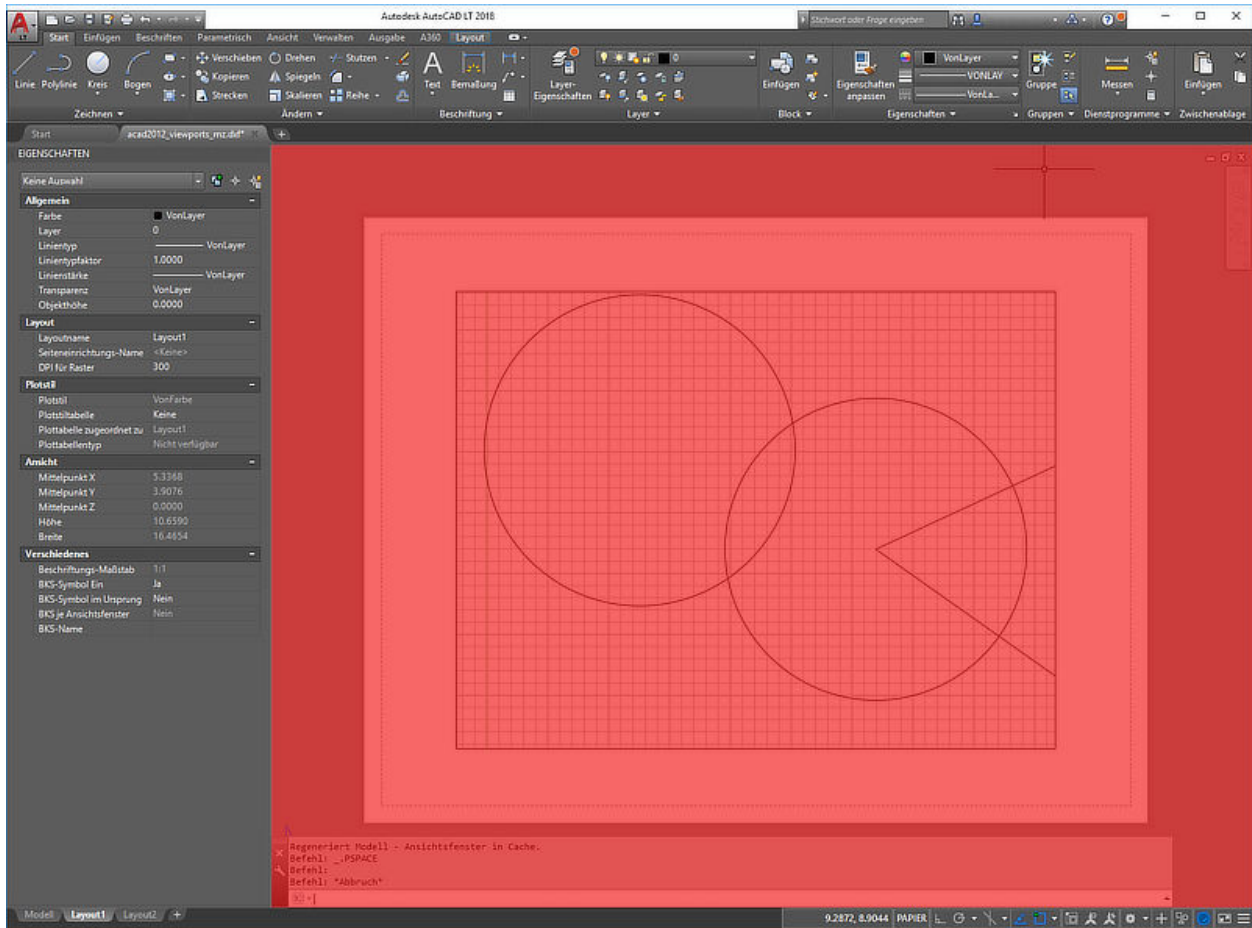 Autodesk AutoCAD LT 2018
Stichwort oder Frage eingeben
Start Einfügen Beschriften Parametrisch Ansicht Verwalten Ausgabe A360 Layout
Verschieben Drehen Stutzen
Kopieren Spiegeln
Strecken Skalieren Reihe
Linie Polylinie Kreis Bogen
Text Bemaßung
Layer-
Eigenschaften
0
Einfügen
Eigenschaften
anpassen
VonLayer
VONLAY
VonLa...
Gruppe
Messen
Einfügen
Zeichnen Ändern Beschriftung Layer Block Eigenschaften Gruppen Dienstprogramme Zwischenablage
Start acad2012_viewports_mz.dxf*
EIGENSCHAFTEN
Keine Auswahl
Allgemein
Farbe VonLayer
Layer 0
Linientyp VonLayer
Linientypfaktor 1.0000
Linienstärke VonLayer
Transparenz VonLayer
Objekthöhe 0.0000
Layout
Layoutname Layout1
Seiteneinrichtungs-Name <Keine>
DPI für Raster 300
Plotstil
Plotstil VonFarbe
Plotstiltabelle Keine
Plottabelle zugeordnet zu Layout1
Plottabellentyp Nicht verfügbar
Ansicht
Mittelpunkt X 5.3368
Mittelpunkt Y 3.9076
Mittelpunkt Z 0.0000
Höhe 10.6590
Breite 16.4654
Verschiedenes
Beschriftungs-Maßstab 1:1
BKS-Symbol Ein Ja
BKS-Symbol im Ursprung Nein
BKS je Ansichtsfenster Nein
BKS-Name
Regeneriert Modell - Ansichtsfenster in Cache.
Befehl: _.PSPACE
Befehl:
Befehl: *Abbruch*
Modell Layout1 Layout2 +
9.2872, 8.9044 PAPIER